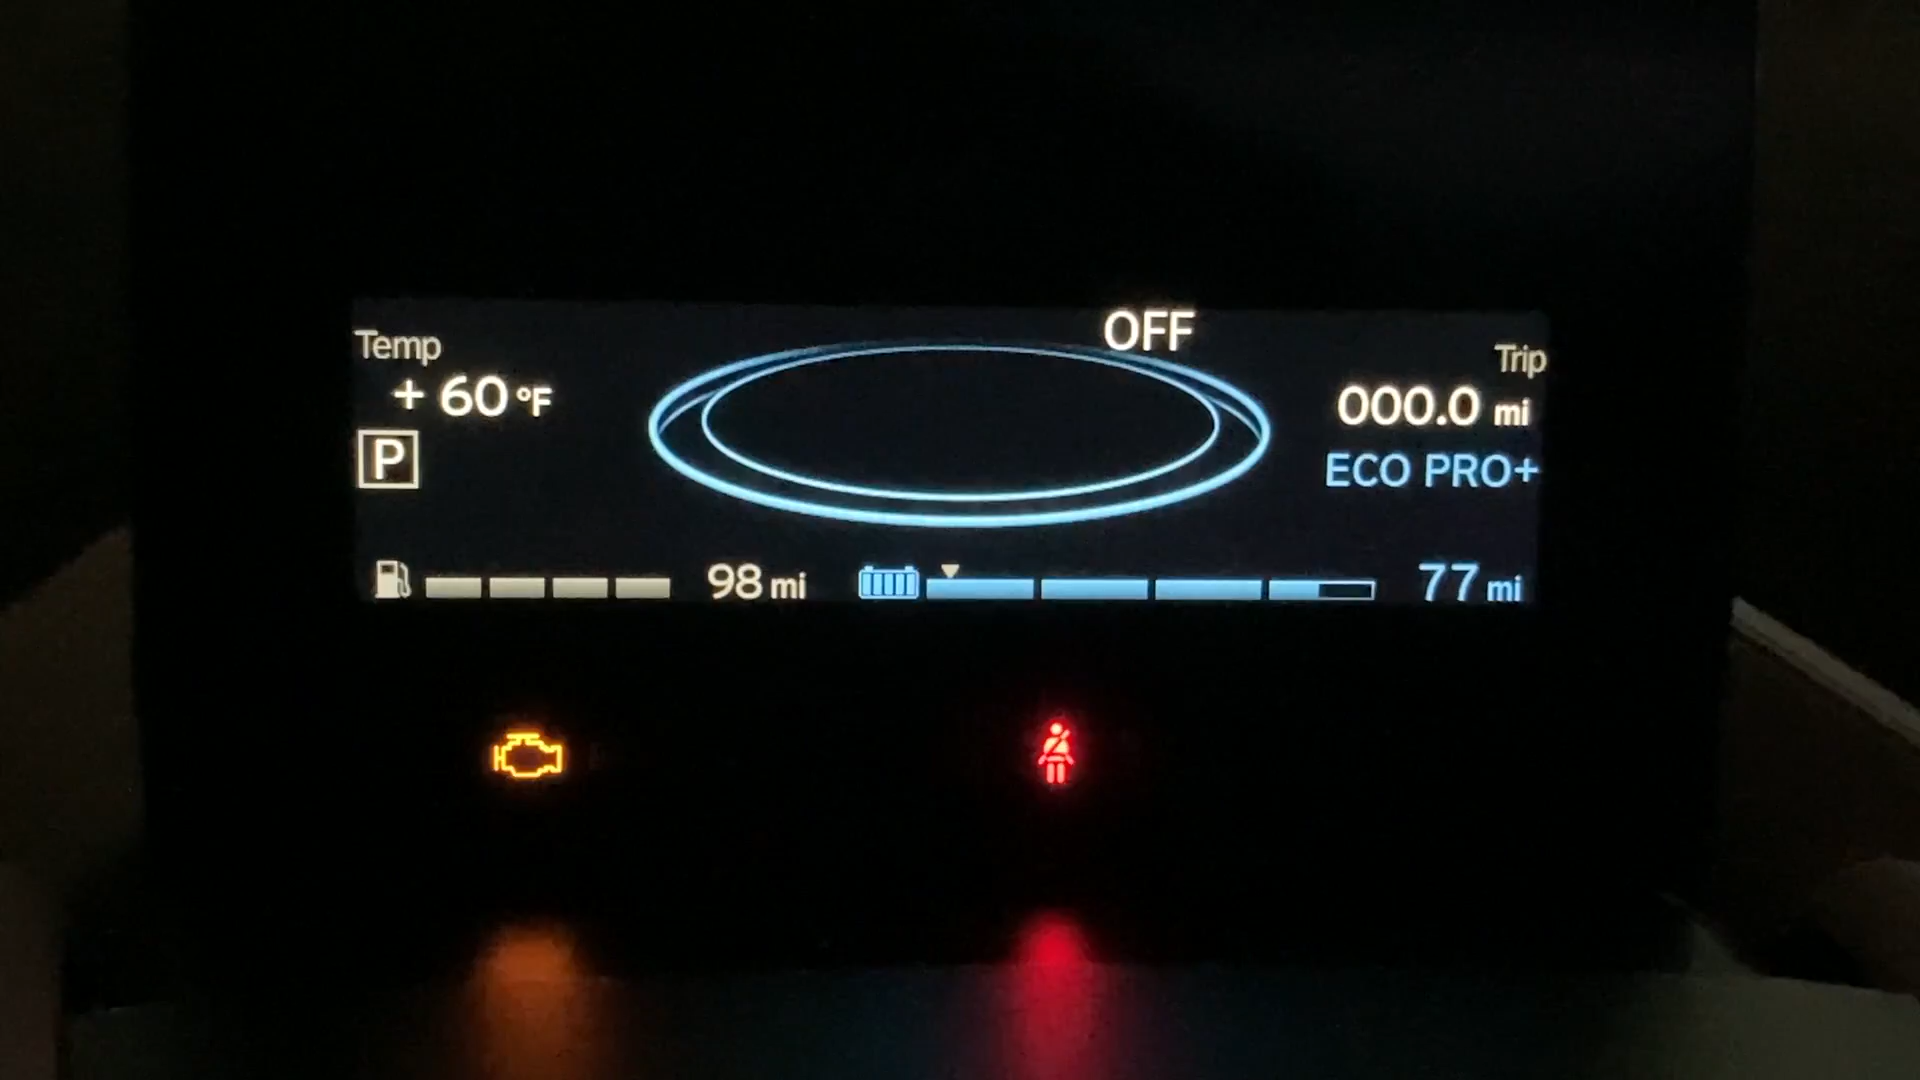 Temp
+ 60 °F
P
OFF
Trip
000.0 mi
ECO PRO+
98 mi
77 mi